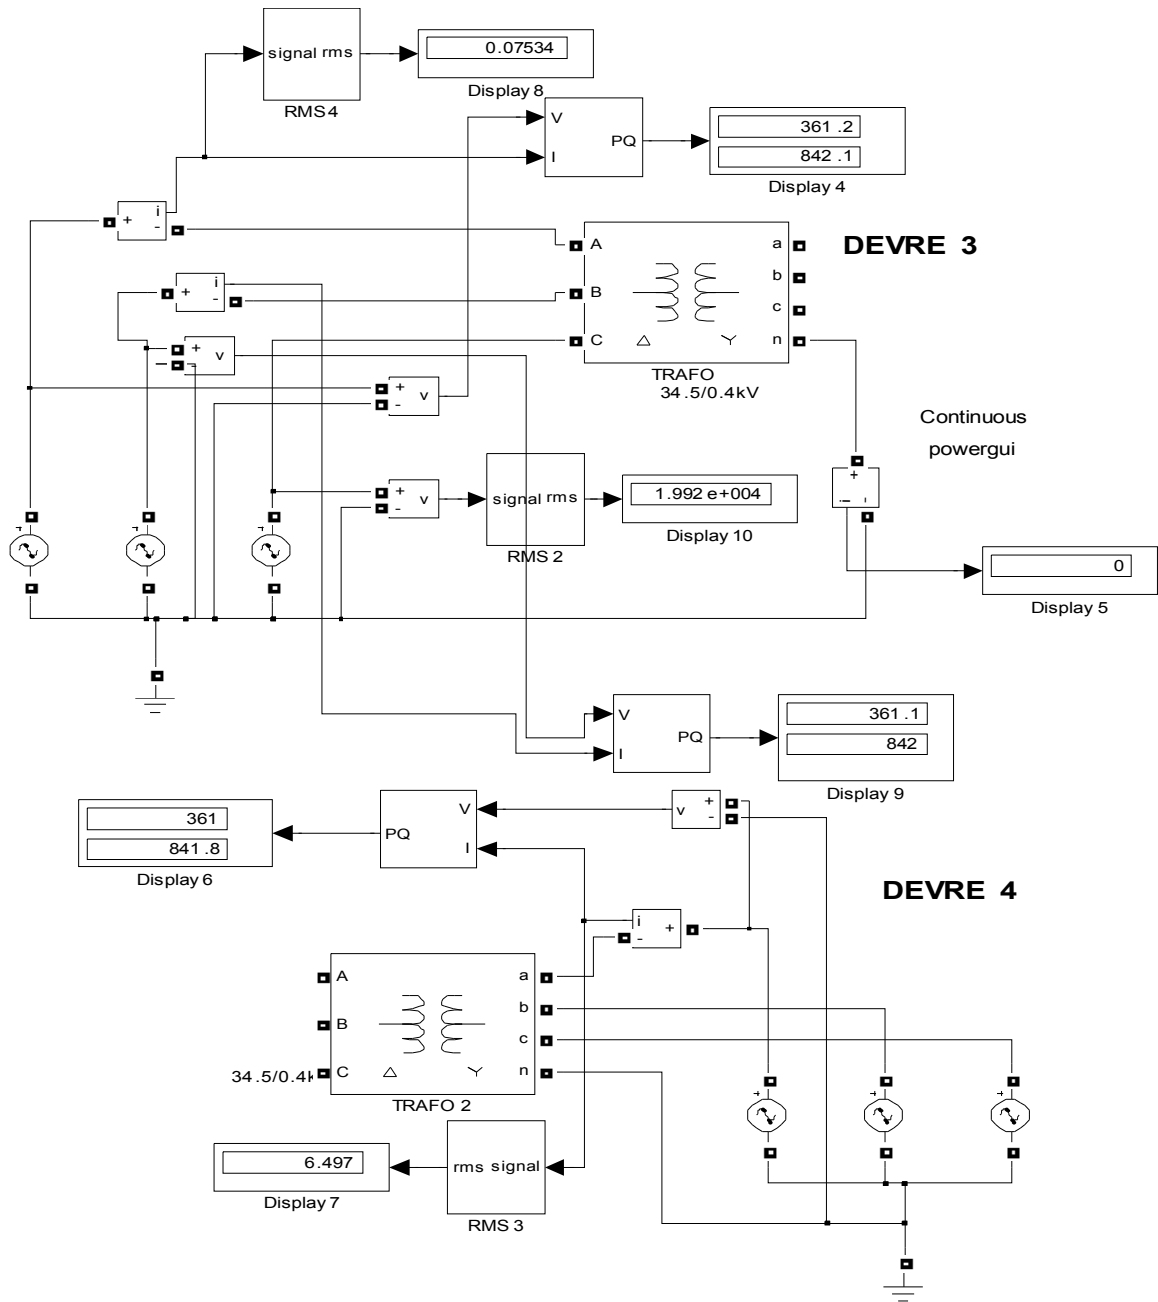 signal rms
RMS 4
0.07534
Display 8
V
I
PQ
361 .2
842 .1
Display 4
+
i
-
A
B
C
a
b
c
n
TRAFO
34.5/0.4kV
DEVRE 3
+
i
-
+
-
v
+
-
v
Continuous
powergui
+
-
v
signal rms
RMS 2
1.992 e+004
Display 10
+
i
-
0
Display 5
V
I
PQ
361 .1
842
Display 9
361
841.8
Display 6
V
PQ
I
v
+
-
DEVRE 4
i
-
+
A
B
C
a
b
c
n
34.5/0.4k
TRAFO 2
6.497
Display 7
rms signal
RMS 3